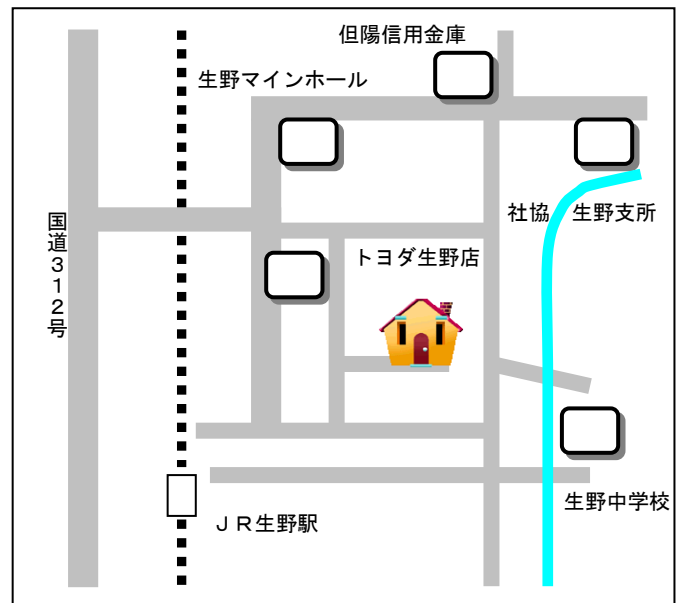 但陽信用金庫
生野マインホール
社協　生野支所
国道３１２号
トヨダ生野店
生野中学校
ＪＲ生野駅